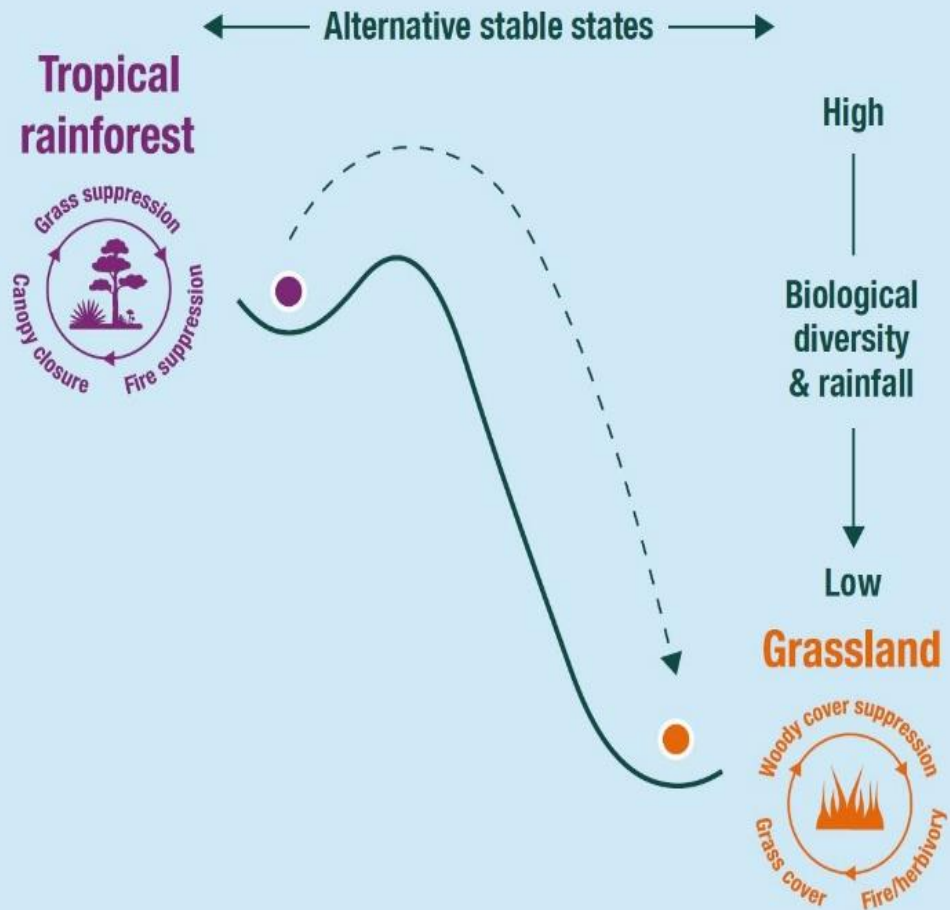 Alternative stable states
Tropical
rainforest
Grass suppression
Fire suppression
Canopy closure
High
Biological
diversity
& rainfall
Low
Grassland
Woody cover suppression
Fire/herbivory
Grass cover